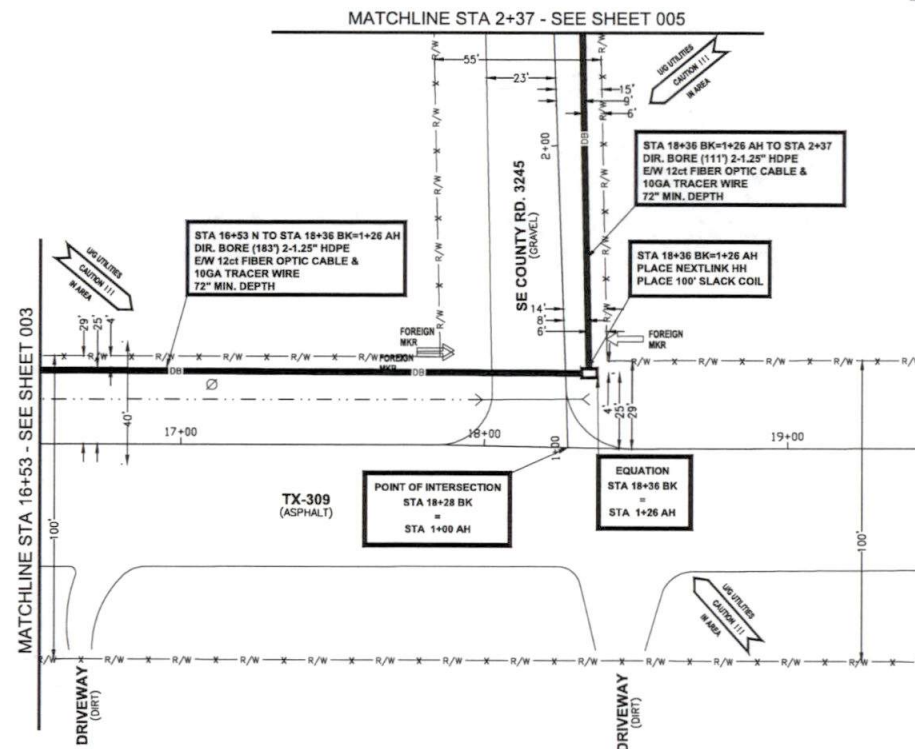 MATCHLINE STA 2+37 - SEE SHEET 005
R/W
R/W
55'
23'
15'
9'
6'
U/G UTILITIES
CAUTION !!!
IN AREA
DB
2+00
STA 18+36 BK=1+26 AH TO STA 2+37
DIR. BORE (111') 2-1.25" HDPE
E/W 12ct FIBER OPTIC CABLE &
10GA TRACER WIRE
72" MIN. DEPTH
SE COUNTY RD. 3245
(GRAVEL)
STA 16+53 N TO STA 18+36 BK=1+26 AH
DIR. BORE (183') 2-1.25" HDPE
E/W 12ct FIBER OPTIC CABLE &
10GA TRACER WIRE
72" MIN. DEPTH
STA 18+36 BK=1+26 AH
PLACE NEXTLINK HH
PLACE 100' SLACK COIL
U/G UTILITIES
CAUTION !!!
IN AREA
14'
8'
6'
29'
25'
4'
FOREIGN
MKR
FOREIGN
MKR
FOREIGN
MKR
X R/W X R/W X R/W X R/W
DB
DB
R/W X R/W X R/W
MATCHLINE STA 16+53 - SEE SHEET 003
40'
4'
25'
29'
17+00
18+00
1+00
19+00
TX-309
(ASPHALT)
POINT OF INTERSECTION
STA 18+28 BK
=
STA 1+00 AH
EQUATION
STA 18+36 BK
=
STA 1+26 AH
100'
100'
U/G UTILITIES
CAUTION !!!
IN AREA
R/W X R/W X R/W X R/W X R/W X R/W X R/W X R/W X R/W X R/W X R/W
DRIVEWAY
(DIRT)
DRIVEWAY
(DIRT)